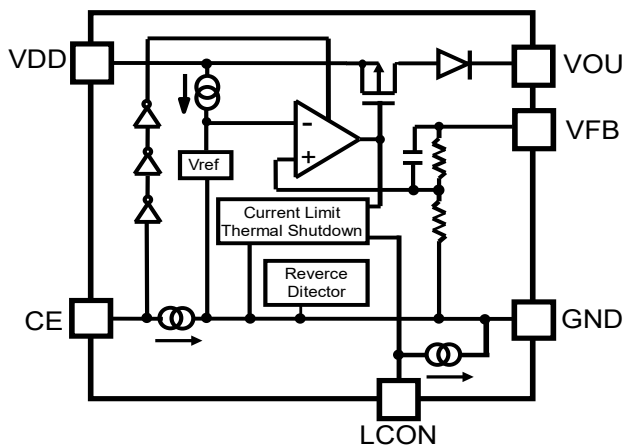 VDD
VOU
VFB
-
+
Vref
Current Limit
Thermal Shutdown
Reverce
Ditector
CE
GND
LCON